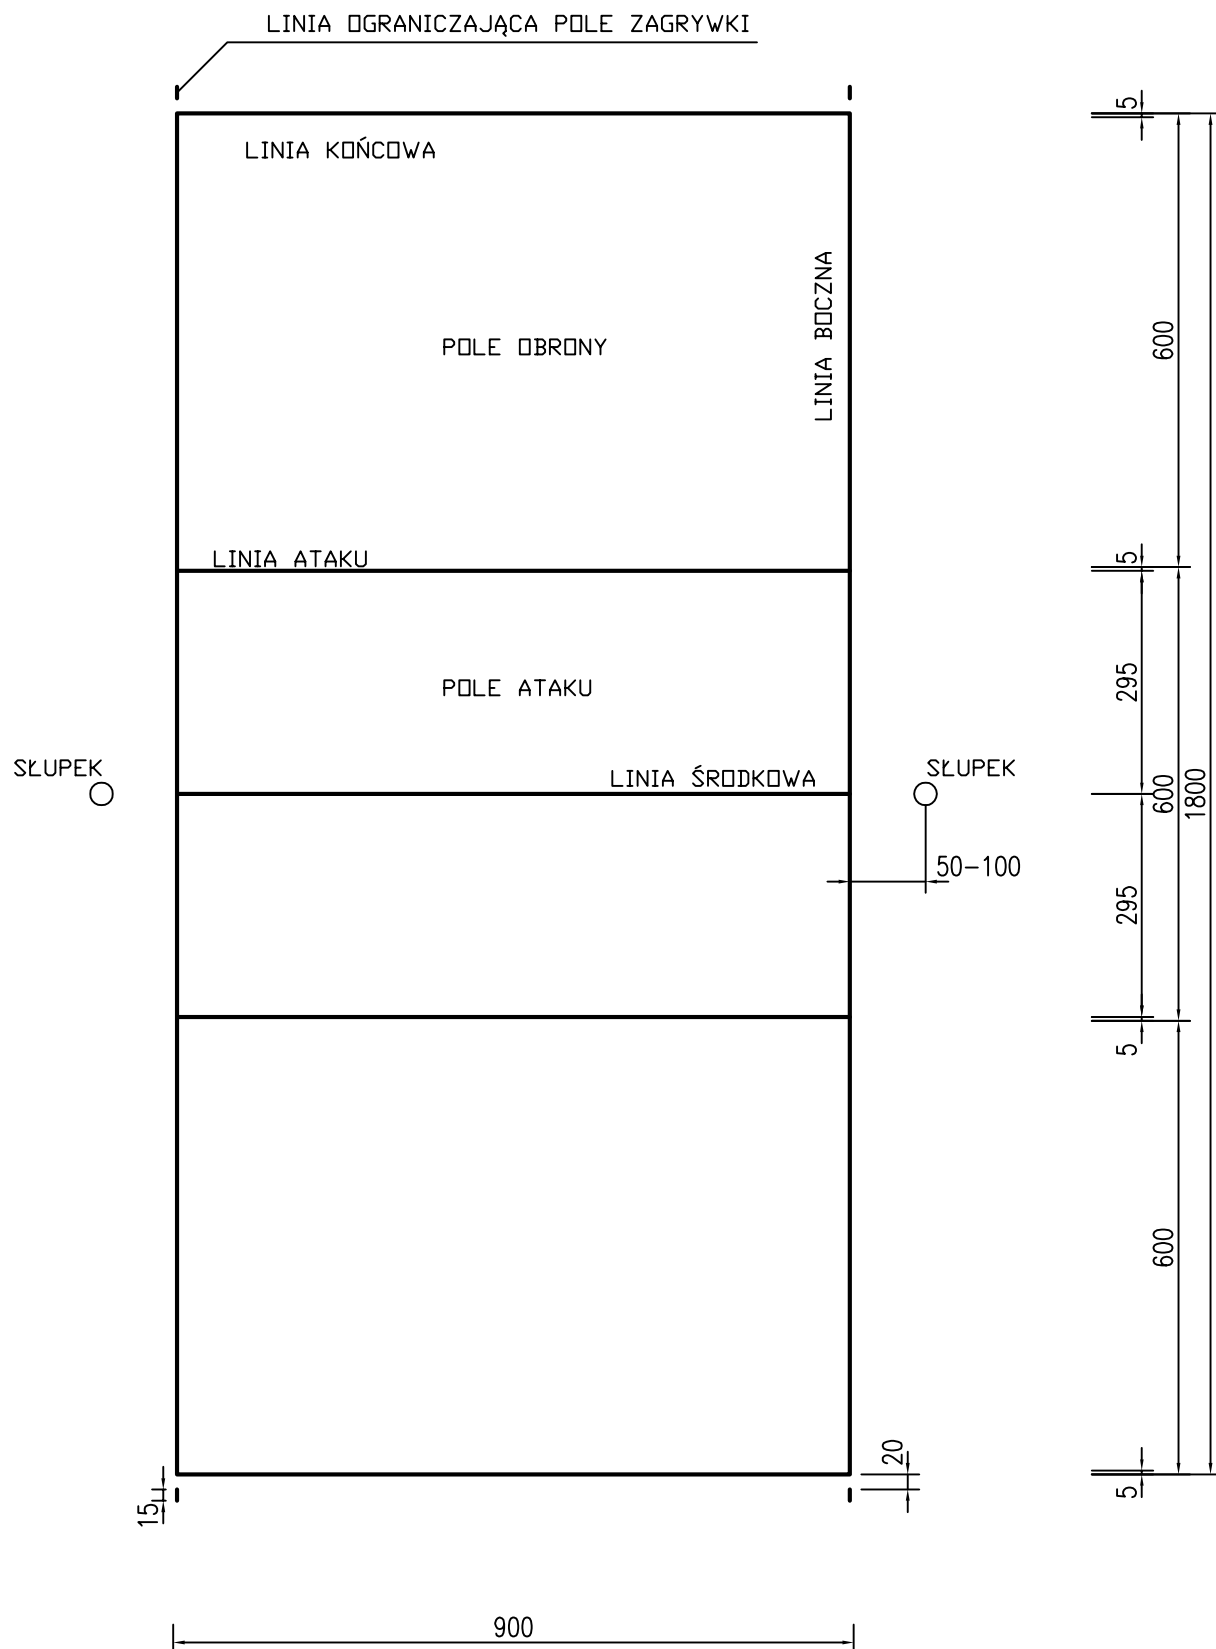 LINIA OGRANICZAJĄCA POLE ZAGRYWKI
5
LINIA KOŃCOWA
LINIA BOCZNA
POLE OBRONY
600
LINIA ATAKU
5
POLE ATAKU
295
SŁUPEK
LINIA ŚRODKOWA
SŁUPEK
600
1800
50-100
295
5
600
20
15
5
900